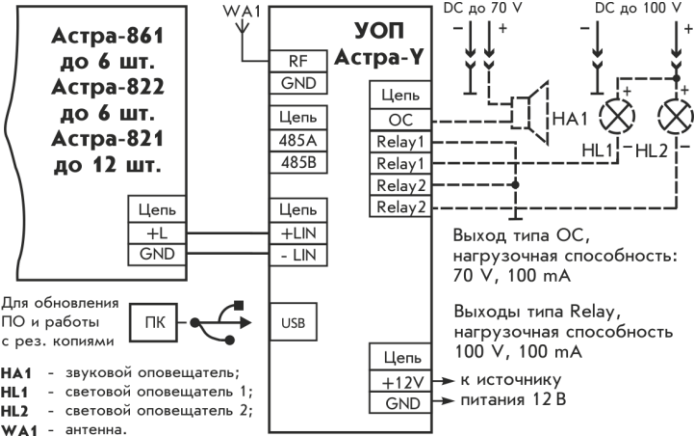 WA1
DC до 70 V
DC до 100 V
Астра-861
до 6 шт.
Астра-822
до 6 шт.
Астра-821
до 12 шт.
УОП
Астра-Y
RF
GND
Цепь
485A
485B
Цепь
+L
GND
Цепь
+LIN
- LIN
Цепь
OC
Relay1
Relay1
Relay2
Relay2
− +
− +
HA1
+ +
HL1 − HL2 −
Выход типа ОС,
нагрузочная способность:
70 V, 100 mA
Выходы типа Relay,
нагрузочная способность
100 V, 100 mA
Для обновления
ПО и работы
с рез. копиями
ПК
USB
Цепь
+12V
GND
к источнику
питания 12 В
HA1 - звуковой оповещатель;
HL1 - световой оповещатель 1;
HL2 - световой оповещатель 2;
WA1 - антенна.